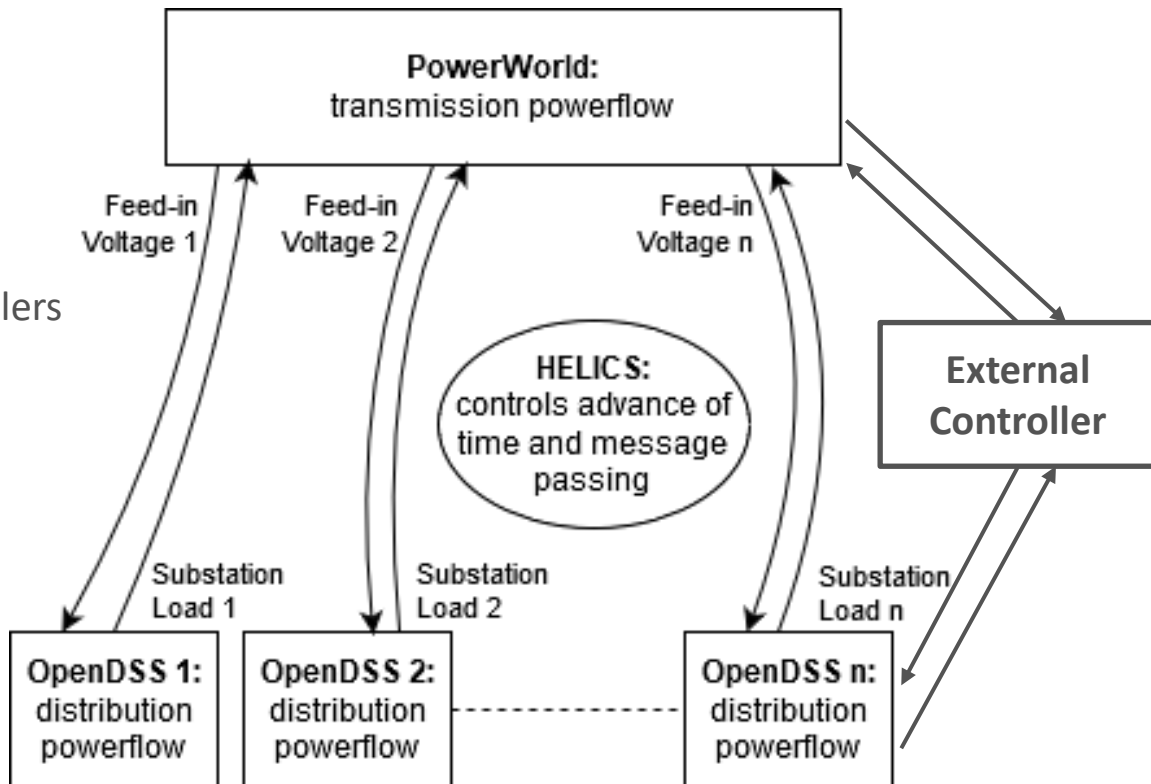 PowerWorld:
transmission powerflow
Feed-in
Voltage 1
Feed-in
Voltage 2
Feed-in
Voltage n
lers
HELICS:
controls advance of
time and message
passing
External
Controller
Substation
Load 1
Substation
Load 2
Substation
Load n
OpenDSS 1:
distribution
powerflow
OpenDSS 2:
distribution
powerflow
OpenDSS n:
distribution
powerflow